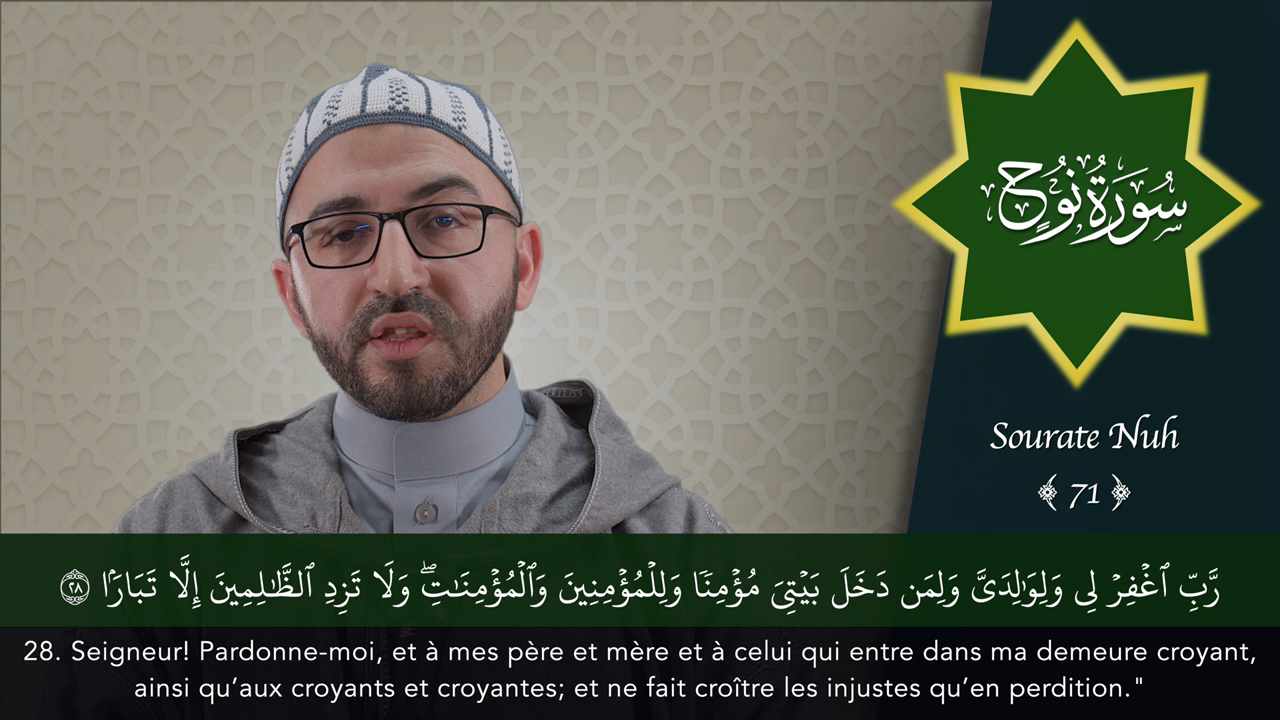 سُورَةُ نُوحٍ
Sourate Nuh
71
رَّبِّ ٱغْفِرْ لِى وَلِوَٰلِدَىَّ وَلِمَن دَخَلَ بَيْتِىَ مُؤْمِنًا وَلِلْمُؤْمِنِينَ وَٱلْمُؤْمِنَٰتِۖ وَلَا تَزِدِ ٱلظَّٰلِمِينَ إِلَّا تَبَارًۢا ٢٨
28. Seigneur! Pardonne-moi, et à mes père et mère et à celui qui entre dans ma demeure croyant,
ainsi qu’aux croyants et croyantes; et ne fait croître les injustes qu’en perdition."